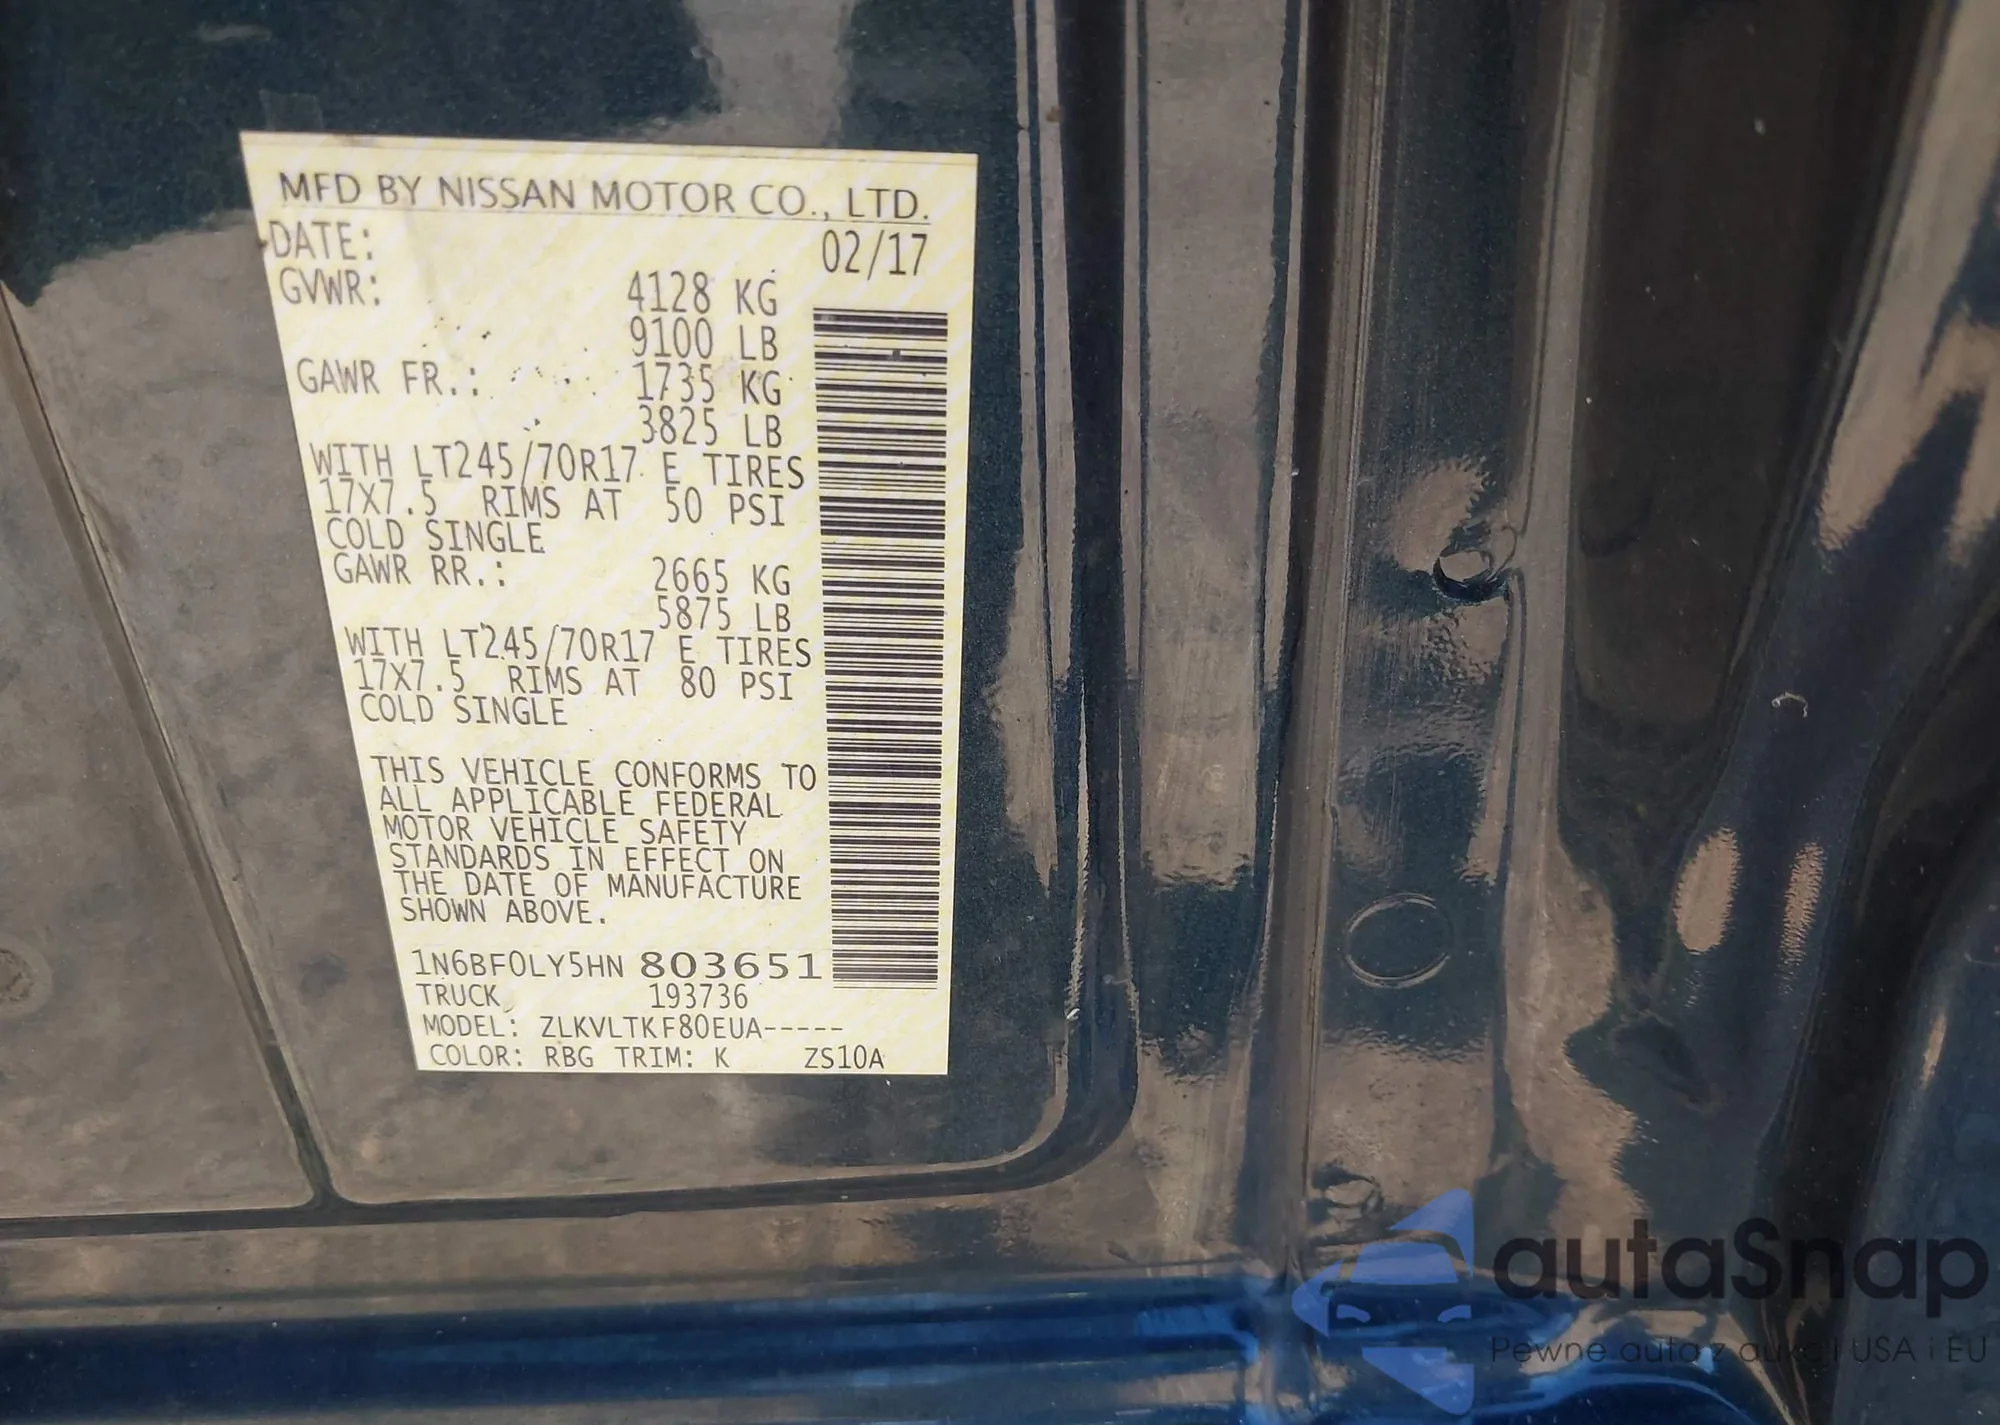 MFD BY NISSAN MOTOR CO., LTD.
DATE: 02/17
GVWR: 4128 KG
9100 LB
GAWR FR.: 1735 KG
3825 LB
WITH LT245/70R17 E TIRES
17X7.5 RIMS AT 50 PSI
COLD SINGLE
GAWR RR.: 2665 KG
5875 LB
WITH LT245/70R17 E TIRES
17X7.5 RIMS AT 80 PSI
COLD SINGLE
THIS VEHICLE CONFORMS TO
ALL APPLICABLE FEDERAL
MOTOR VEHICLE SAFETY
STANDARDS IN EFFECT ON
THE DATE OF MANUFACTURE
SHOWN ABOVE.
1N6BF0LY5HN 803651
TRUCK 193736
MODEL: ZLKVLTKF80EUA-----
COLOR: RBG TRIM: K ZS10A
autaSnap
Pewne auta z aukcji USA i EU